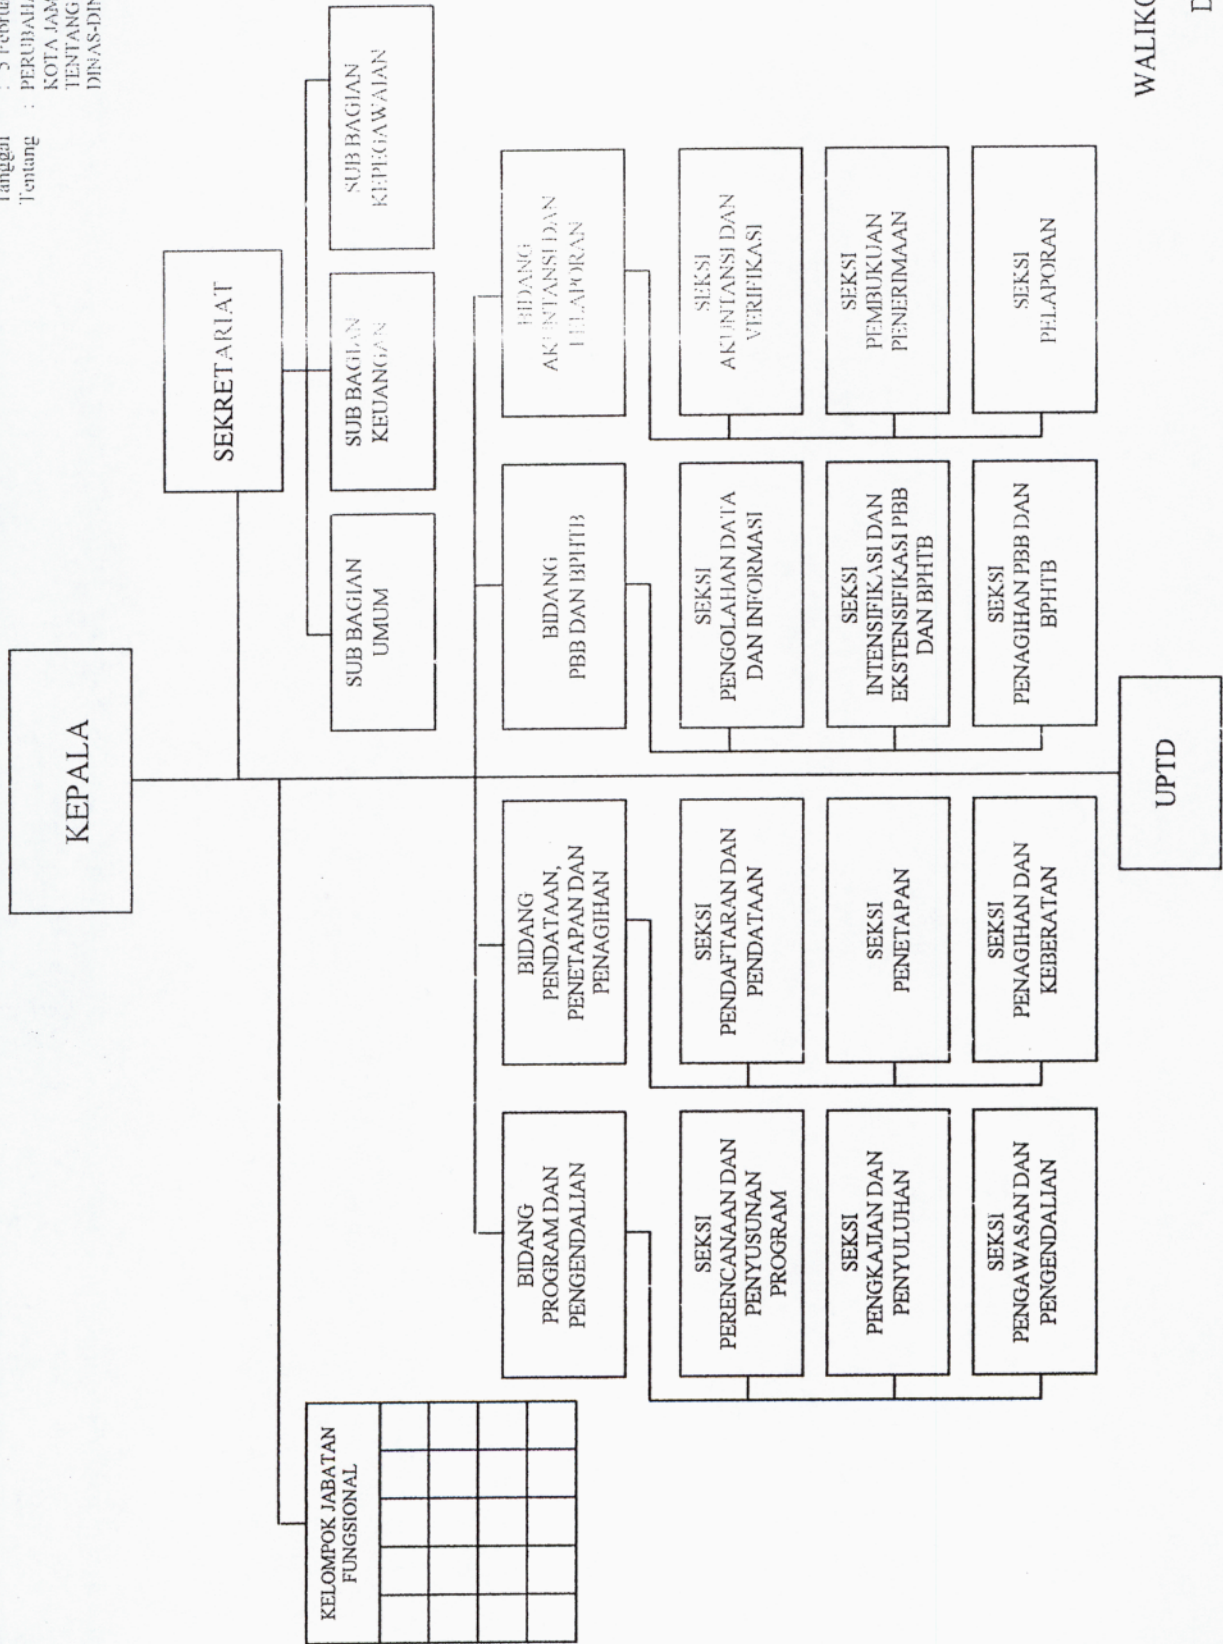 Tanggal : 5 Februa
Tentang : PERUBAHA
KOTA JAM
TENTANG
DINAS-DIN
KEPALA
SEKRETARIAT
SUB BAGIAN
UMUM
SUB BAGIAN
KEUANGAN
SUB BAGIAN
KEPEGAWAIAN
KELOMPOK JABATAN
FUNGSIONAL
BIDANG
PROGRAM DAN
PENGENDALIAN
BIDANG
PENDATAAN,
PENETAPAN DAN
PENAGIHAN
BIDANG
PBB DAN BPHTB
BIDANG
AKUNTANSI DAN
PELAPORAN
SEKSI
PERENCANAAN DAN
PENYUSUNAN
PROGRAM
SEKSI
PENDAFTARAN DAN
PENDATAAN
SEKSI
PENGOLAHAN DATA
DAN INFORMASI
SEKSI
AKUNTANSI DAN
VERIFIKASI
SEKSI
PENGKAJIAN DAN
PENYULUHAN
SEKSI
PENETAPAN
SEKSI
INTENSIFIKASI DAN
EKSTENSIFIKASI PBB
DAN BPHTB
SEKSI
PEMBUKUAN
PENERIMAAN
SEKSI
PENGAWASAN DAN
PENGENDALIAN
SEKSI
PENAGIHAN DAN
KEBERATAN
SEKSI
PENAGIHAN PBB DAN
BPHTB
SEKSI
PELAPORAN
UPTD
WALIKO
D